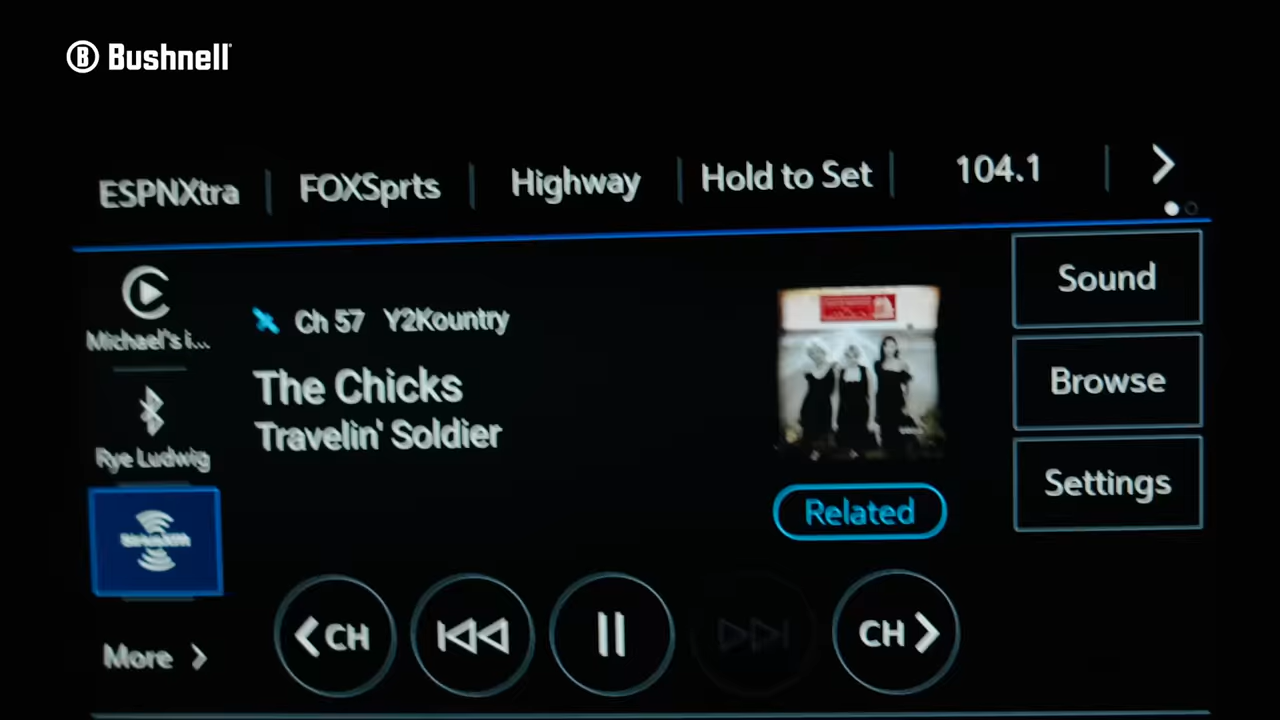 Bushnell
ESPNXtra
FOXSprts
Highway
Hold to Set
104.1
Sound
Michael's i...
Ch 57 Y2Kountry
The Chicks
Browse
Travelin' Soldier
Rye Ludwig
Settings
Related
SiriusXM
CH
CH
More